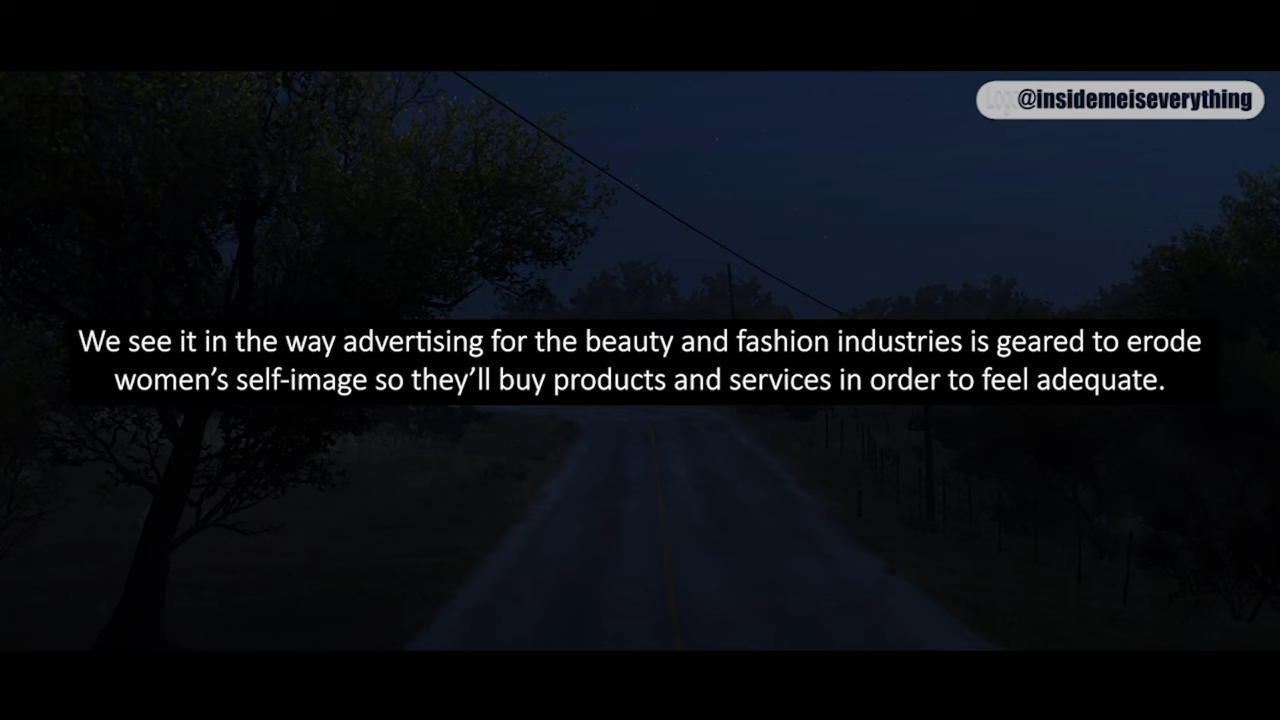 Logo @insidemeiseverything
We see it in the way advertising for the beauty and fashion industries is geared to erode
women’s self-image so they’ll buy products and services in order to feel adequate.